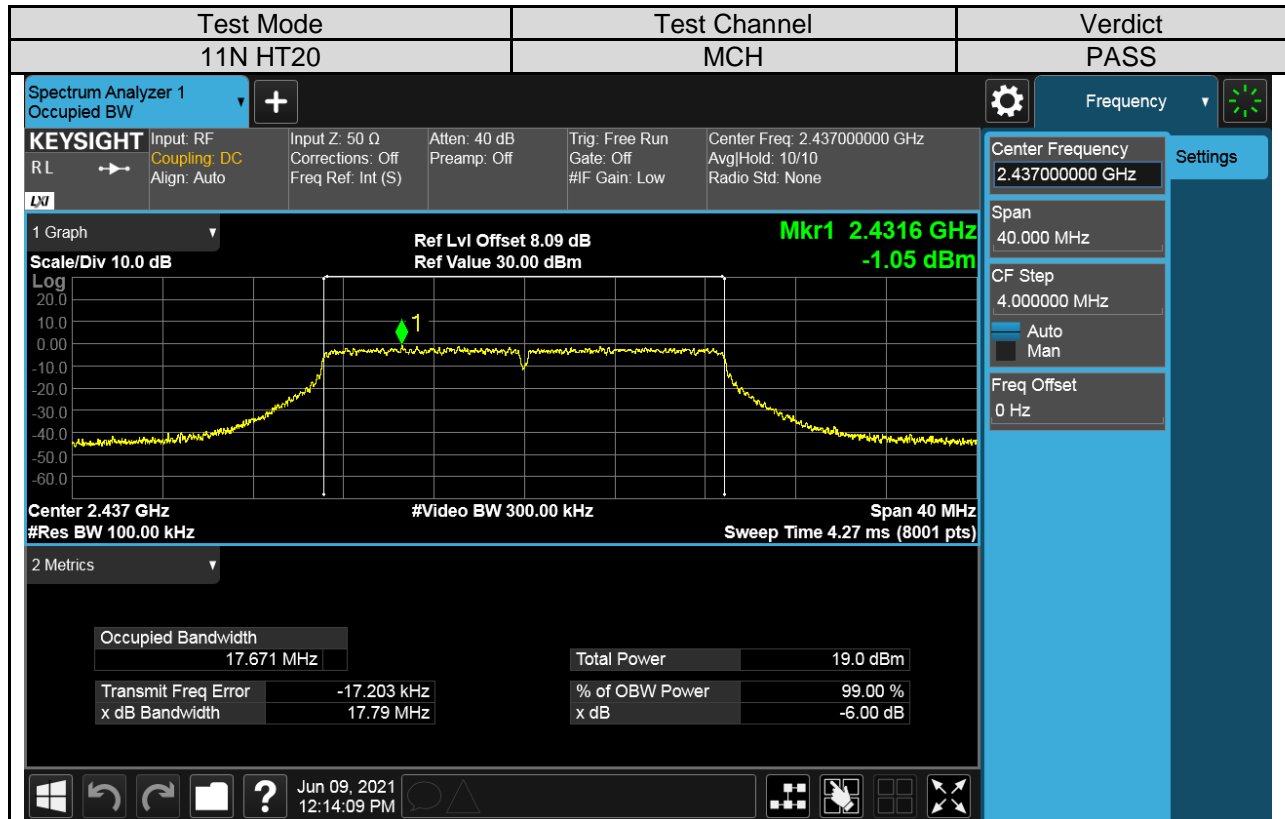 Test Mode Test Channel Verdict
11N HT20 MCH PASS
Spectrum Analyzer 1
Occupied BW
+
Frequency
KEYSIGHT
R L
LXI
Input: RF
Coupling: DC
Align: Auto
Input Z: 50 Ω
Corrections: Off
Freq Ref: Int (S)
Atten: 40 dB
Preamp: Off
Trig: Free Run
Gate: Off
#IF Gain: Low
Center Freq: 2.437000000 GHz
Avg|Hold: 10/10
Radio Std: None
Center Frequency
2.437000000 GHz
Settings
Span
40.000 MHz
CF Step
4.000000 MHz
Auto
Man
Freq Offset
0 Hz
1 Graph
Scale/Div 10.0 dB
Ref Lvl Offset 8.09 dB
Ref Value 30.00 dBm
Mkr1 2.4316 GHz
-1.05 dBm
Log
20.0
10.0
0.00
-10.0
-20.0
-30.0
-40.0
-50.0
-60.0
1
Center 2.437 GHz
#Res BW 100.00 kHz
#Video BW 300.00 kHz
Span 40 MHz
Sweep Time 4.27 ms (8001 pts)
2 Metrics
Occupied Bandwidth
17.671 MHz
Transmit Freq Error -17.203 kHz
x dB Bandwidth 17.79 MHz
Total Power 19.0 dBm
% of OBW Power 99.00 %
x dB -6.00 dB
?
Jun 09, 2021
12:14:09 PM